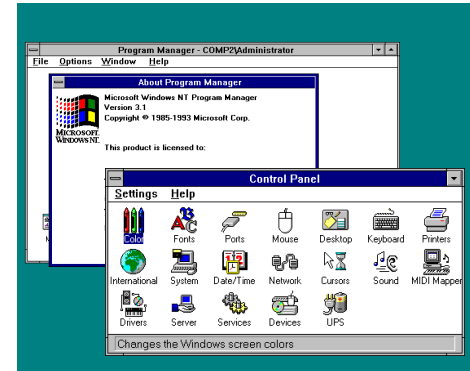 Program Manager - COMP2\Administrator
File Options Window Help
About Program Manager
Microsoft Windows NT Program Manager
Version 3.1
Copyright © 1985-1993 Microsoft Corp.
MICROSOFT
WINDOWS NT
This product is licensed to:
Control Panel
Settings Help
Color Fonts Ports Mouse Desktop Keyboard Printers
International System Date/Time Network Cursors Sound MIDI Mapper
Drivers Server Services Devices UPS
Changes the Windows screen colors